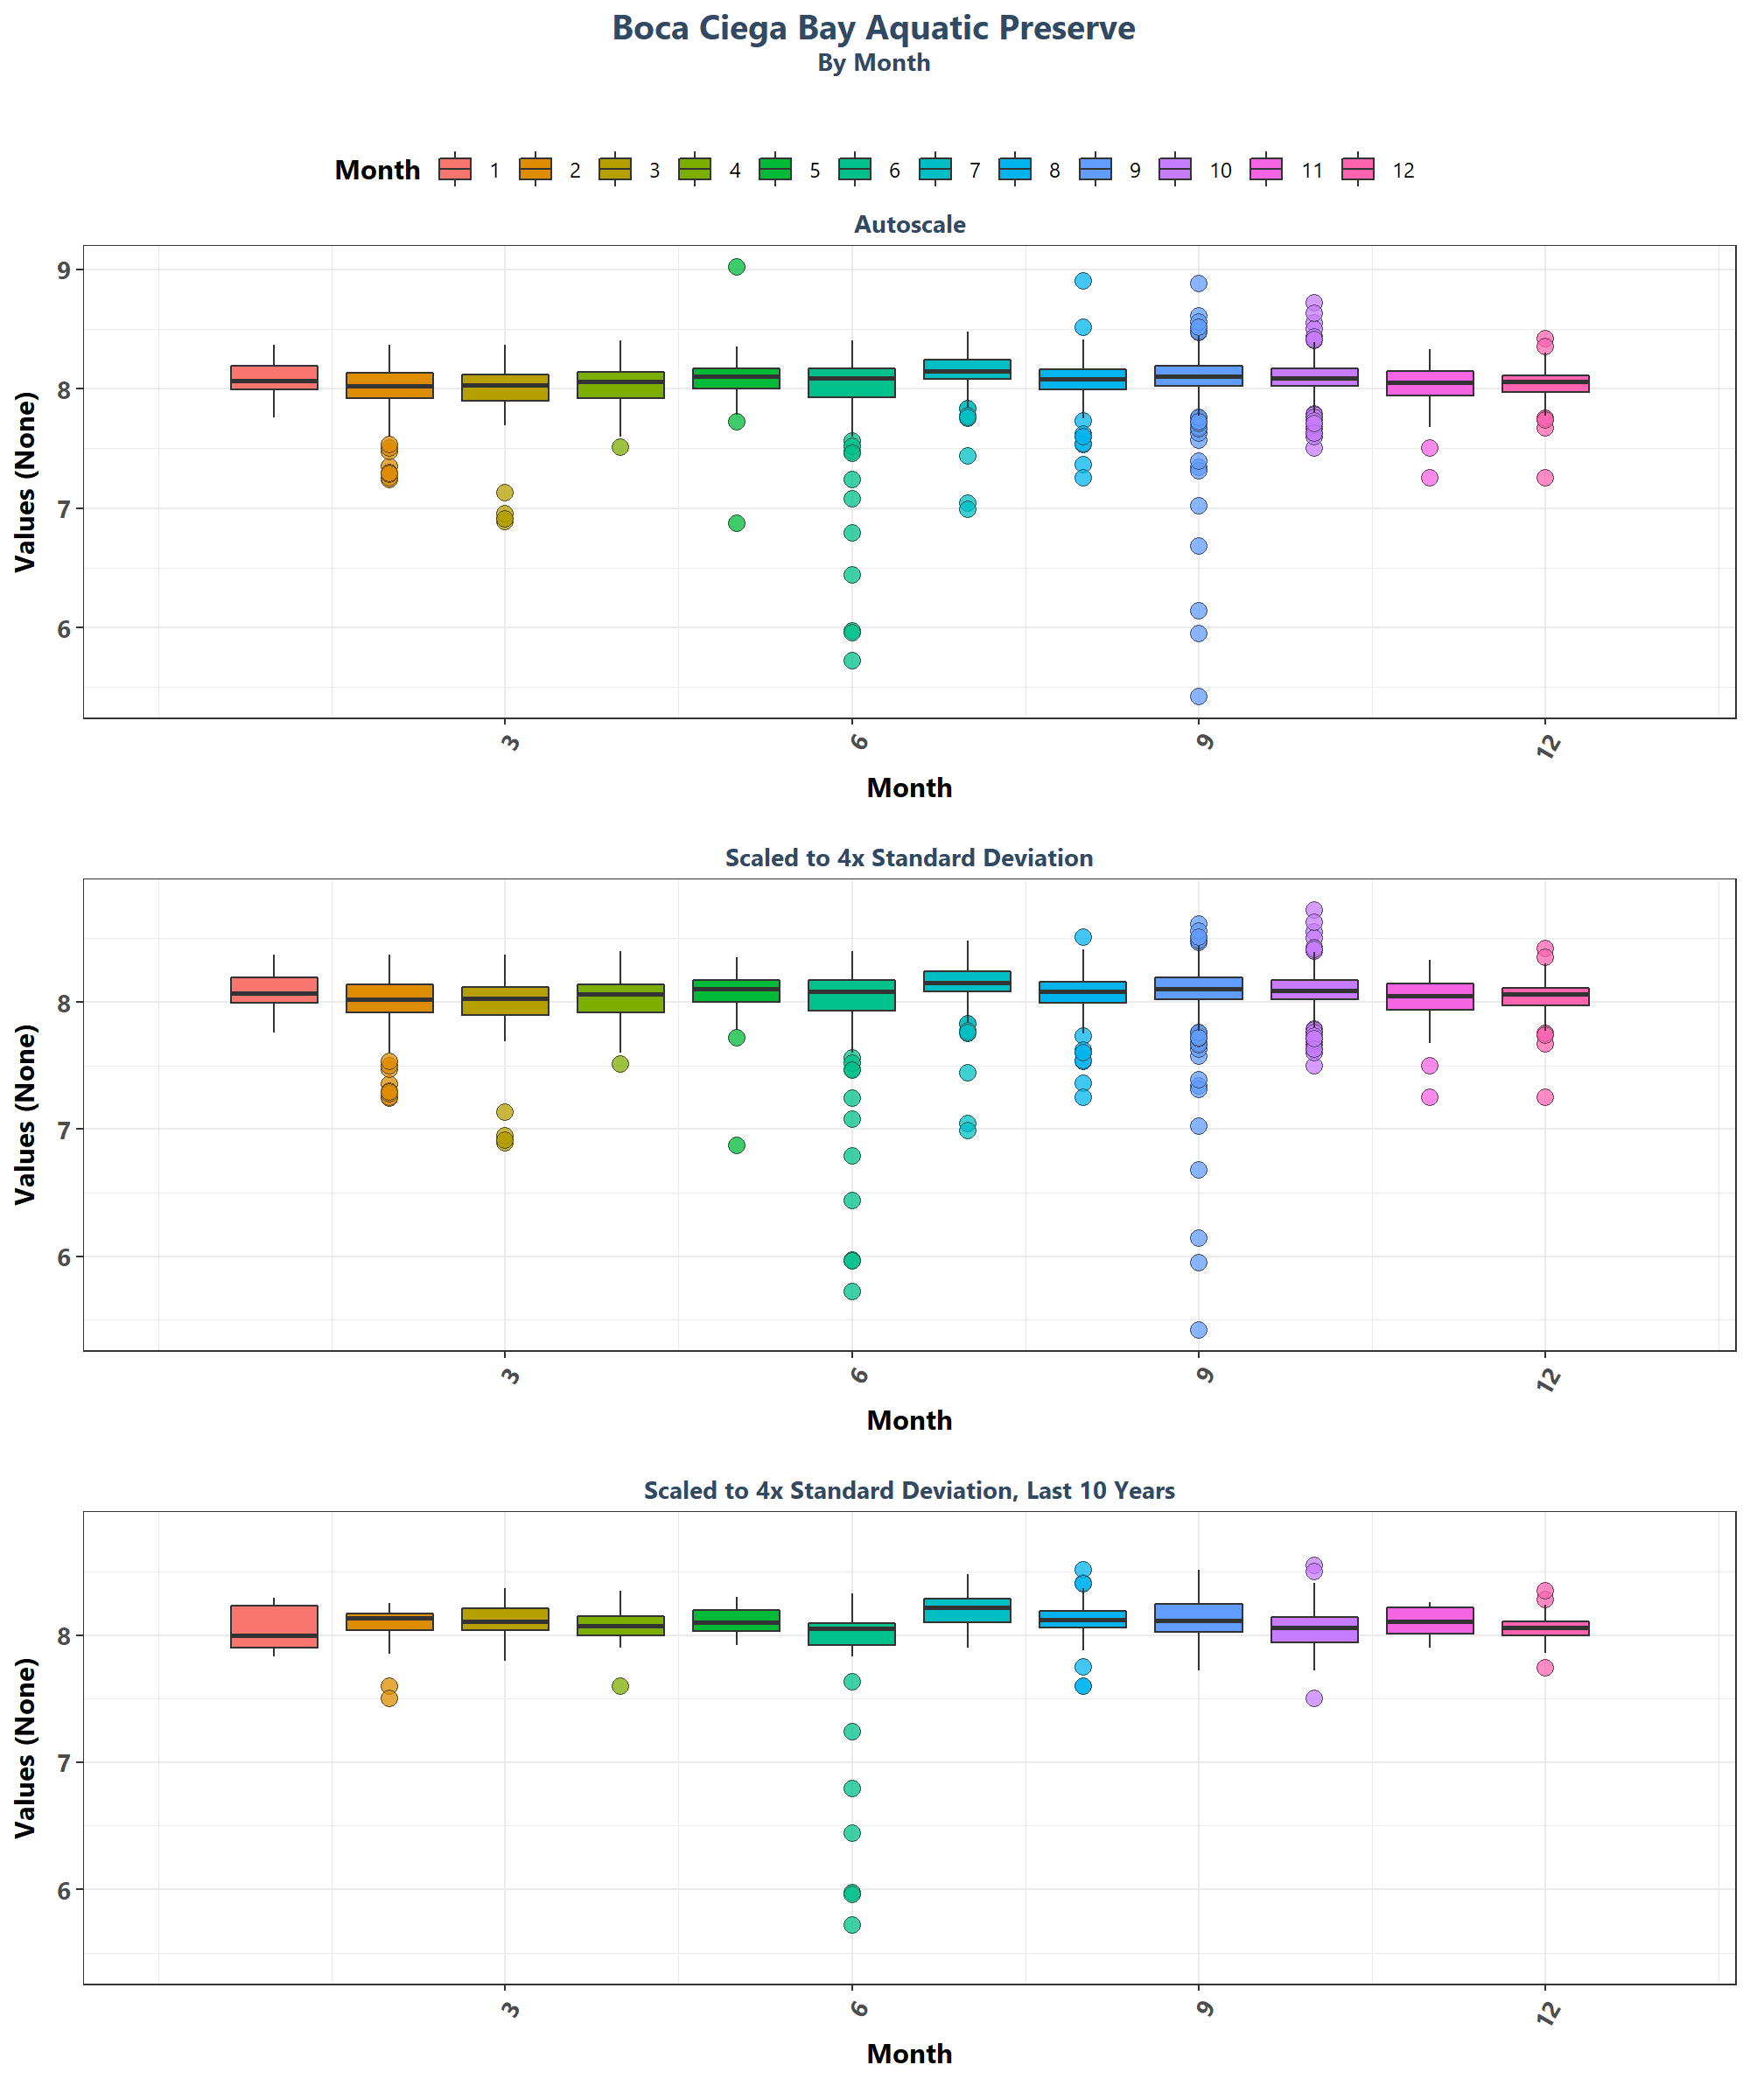 Boca Ciega Bay Aquatic Preserve
By Month
Month 1 2 3 4 5 6 7 8 9 10 11 12
Autoscale
Values (None)
9
8
7
6
3 6 9 12
Month
Scaled to 4x Standard Deviation
Values (None)
8
7
6
3 6 9 12
Month
Scaled to 4x Standard Deviation, Last 10 Years
Values (None)
8
7
6
3 6 9 12
Month